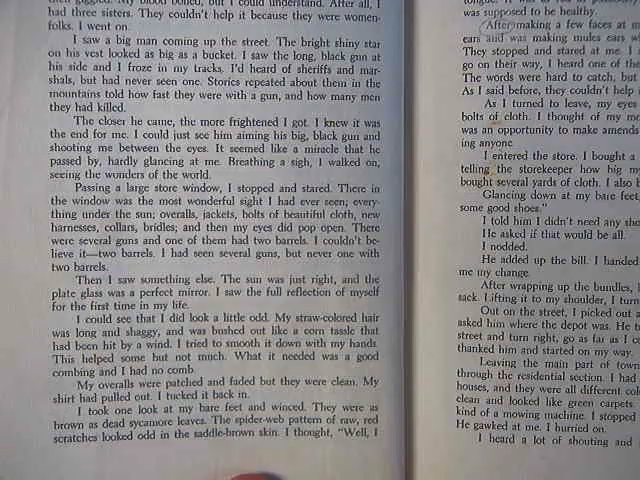 then giggled. My blood boiled, but I could understand. After all, I
had three sisters. They couldn't help it because they were women-
folks. I went on.
I saw a big man coming up the street. The bright shiny star
on his vest looked as big as a bucket. I saw the long, black gun at
his side and I froze in my tracks. I'd heard of sheriffs and mar-
shals, but had never seen one. Stories repeated about them in the
mountains told how fast they were with a gun, and how many men
they had killed.
The closer he came, the more frightened I got. I knew it was
the end for me. I could just see him aiming his big, black gun and
shooting me between the eyes. It seemed like a miracle that he
passed by, hardly glancing at me. Breathing a sigh, I walked on,
seeing the wonders of the world.
Passing a large store window, I stopped and stared. There in
the window was the most wonderful sight I had ever seen; every-
thing under the sun; overalls, jackets, bolts of beautiful cloth, new
harnesses, collars, bridles; and then my eyes did pop open. There
were several guns and one of them had two barrels. I couldn't be-
lieve it—two barrels. I had seen several guns, but never one with
two barrels.
Then I saw something else. The sun was just right, and the
plate glass was a perfect mirror. I saw the full reflection of myself
for the first time in my life.
I could see that I did look a little odd. My straw-colored hair
was long and shaggy, and was bushed out like a corn tassle that
had been hit by a wind. I tried to smooth it down with my hands.
This helped some but not much. What it needed was a good
combing and I had no comb.
My overalls were patched and faded but they were clean. My
shirt had pulled out. I tucked it back in.
I took one look at my bare feet and winced. They were as
brown as dead sycamore leaves. The spider-web pattern of raw, red
scratches looked odd in the saddle-brown skin. I thought, "Well, I
was supposed to be healthy.
After making a few faces at m
ears and was making mules ears w
They stopped and stared at me. I
go on their way, I heard one of the
The words were hard to catch, but
As I said before, they couldn't help i
As I turned to leave, my eyes
bolts of cloth. I thought of my mo
was an opportunity to make amends
ing anyone.
I entered the store. I bought a
telling the storekeeper how big my
bought several yards of cloth. I also b
Glancing down at my bare feet,
some good shoes."
I told him I didn't need any sho
He asked if that would be all.
I nodded.
He added up the bill. I handed
me my change.
After wrapping up the bundles,
sack. Lifting it to my shoulder, I turn
Out on the street, I picked out a
asked him where the depot was. He t
street and turn right, go as far as I co
thanked him and started on my way.
Leaving the main part of town
through the residential section. I had
houses, and they were all different col
clean and looked like green carpets.
kind of a mowing machine. I stopped
He gawked at me. I hurried on.
I heard a lot of shouting and